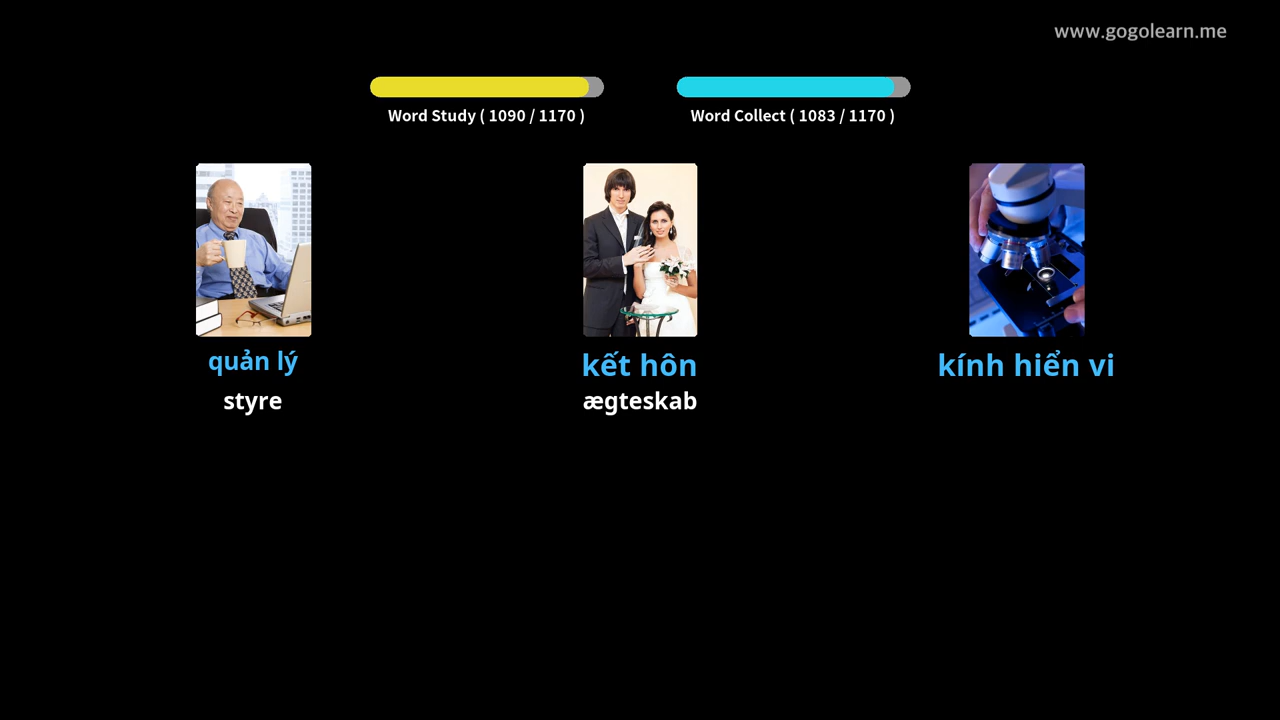 www.gogolearn.me
Word Study ( 1090 / 1170 )
Word Collect ( 1083 / 1170 )
quản lý
styre
kết hôn
ægteskab
kính hiển vi